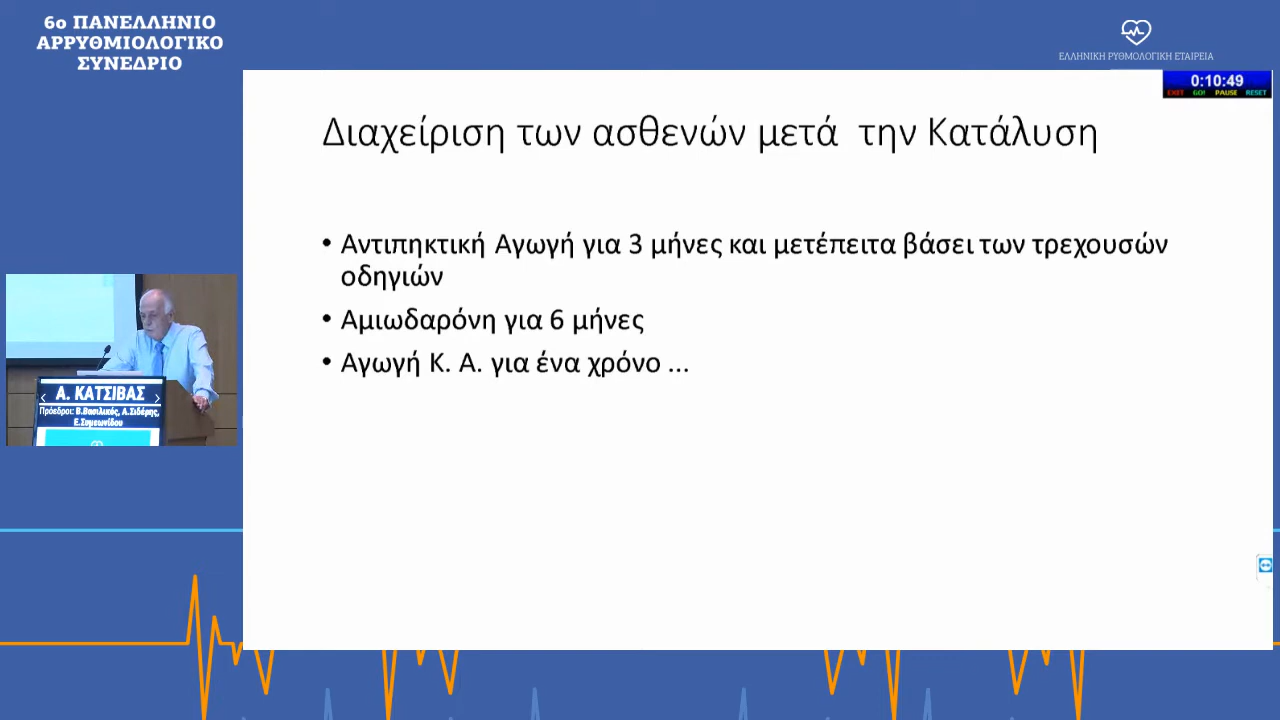 6ο ΠΑΝΕΛΛΗΝΙΟ
ΑΡΡΥΘΜΙΟΛΟΓΙΚΟ
ΣΥΝΕΔΡΙΟ
ΕΛΛΗΝΙΚΗ ΡΥΘΜΟΛΟΓΙΚΗ ΕΤΑΙΡΕΙΑ
0:10:49
EXIT GO! PAUSE RESET
Διαχείριση των ασθενών μετά την Κατάλυση
• Αντιπηκτική Αγωγή για 3 μήνες και μετέπειτα βάσει των τρεχουσών
οδηγιών
• Αμιωδαρόνη για 6 μήνες
• Αγωγή Κ. Α. για ένα χρόνο ...
Α. ΚΑΤΣΙΒΑΣ
Πρόεδροι: Β.Βασιλικός, Α.Σιδέρης,
Ε.Συμεωνίδου